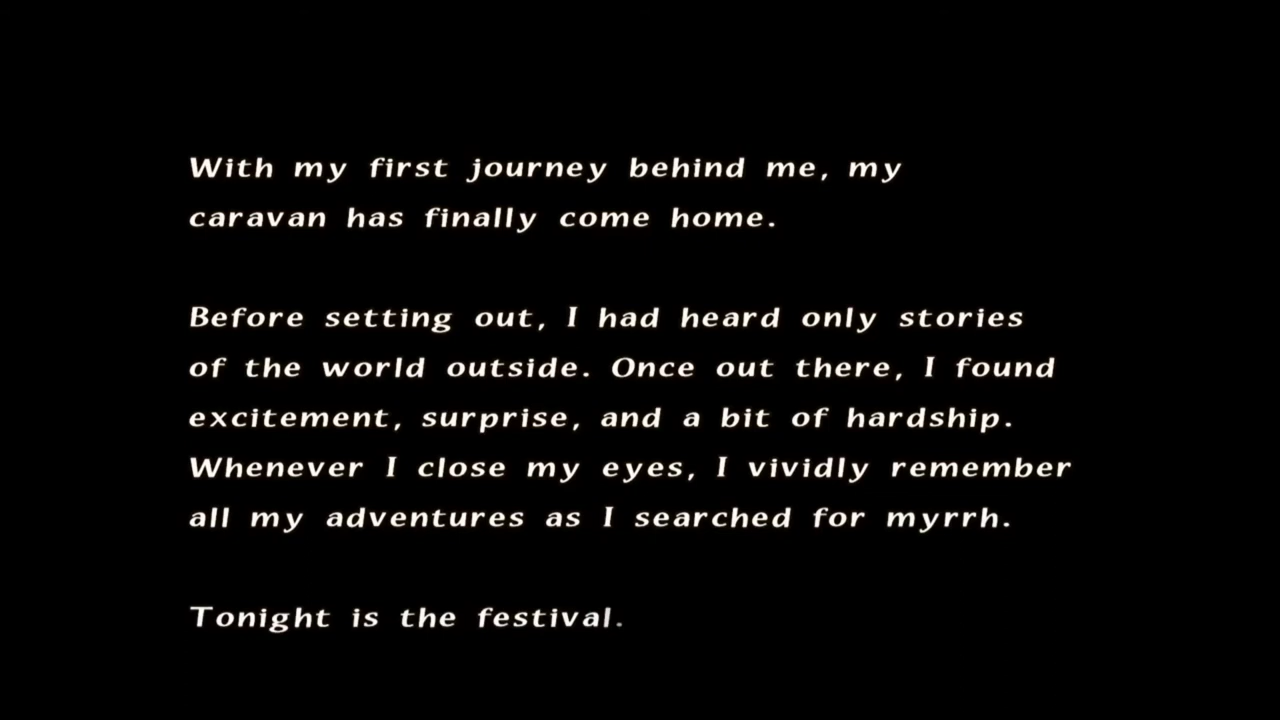 With my first journey behind me, my
caravan has finally come home.
Before setting out, I had heard only stories
of the world outside. Once out there, I found
excitement, surprise, and a bit of hardship.
Whenever I close my eyes, I vividly remember
all my adventures as I searched for myrrh.
Tonight is the festival.